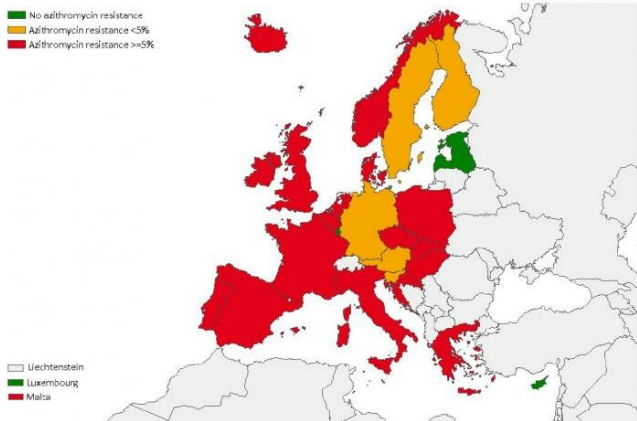 No azithromycin resistance
Azithromycin resistance <5%
Azithromycin resistance >=5%
Liechtenstein
Luxembourg
Malta